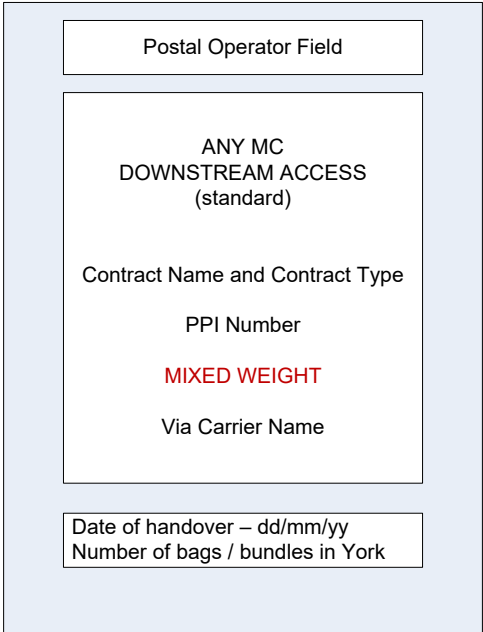 Postal Operator Field
ANY MC
DOWNSTREAM ACCESS
(standard)
Contract Name and Contract Type
PPI Number
MIXED WEIGHT
Via Carrier Name
Date of handover – dd/mm/yy
Number of bags / bundles in York